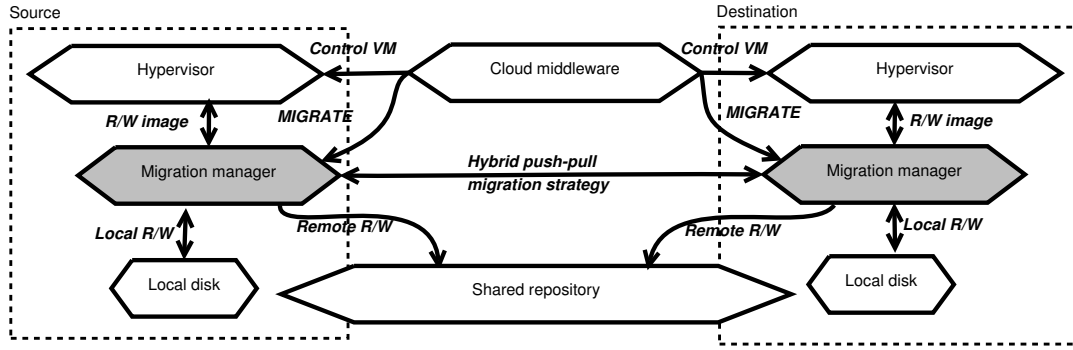 Source
Destination
Control VM
Control VM
Hypervisor
Cloud middleware
Hypervisor
R/W image
MIGRATE
MIGRATE
R/W image
Migration manager
Hybrid push-pull
migration strategy
Migration manager
Local R/W
Remote R/W
Remote R/W
Local R/W
Local disk
Shared repository
Local disk